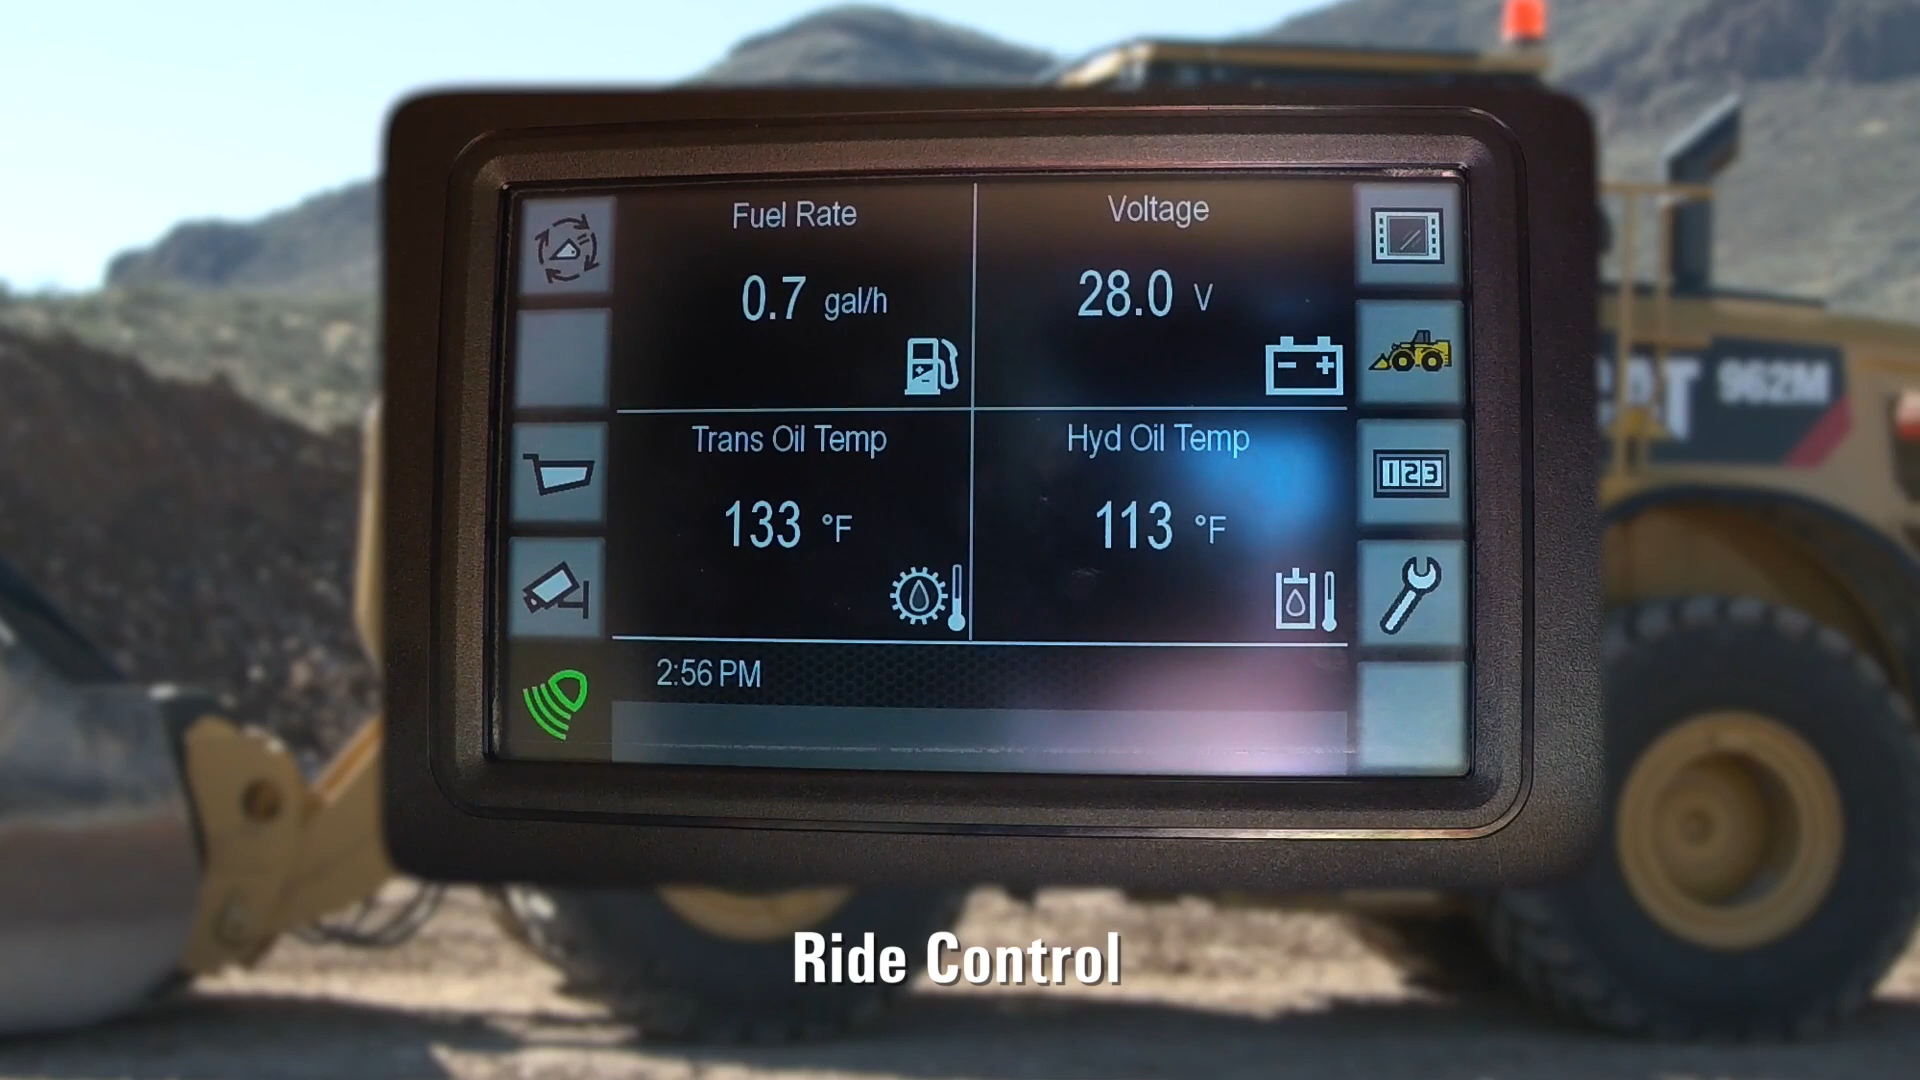 Fuel Rate
0.7 gal/h
Voltage
28.0 V
Trans Oil Temp
133 °F
Hyd Oil Temp
113 °F
123
2:56 PM
CAT 962M
Ride Control